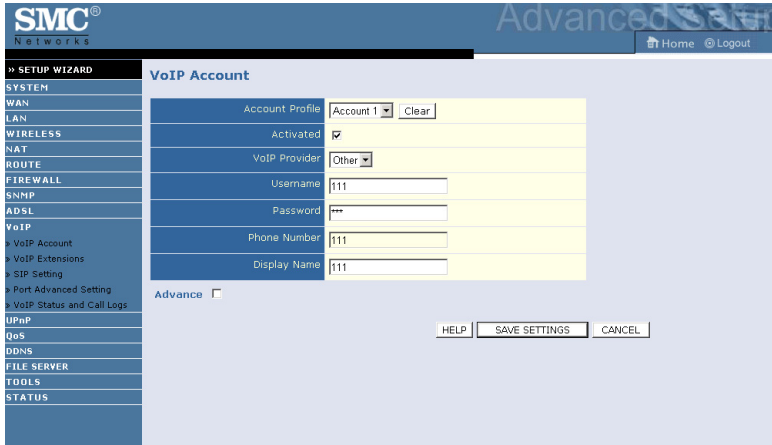 SMC®
Networks
Advanced Setup
Home Logout
» SETUP WIZARD
SYSTEM
WAN
LAN
WIRELESS
NAT
ROUTE
FIREWALL
SNMP
ADSL
VoIP
» VoIP Account
» VoIP Extensions
» SIP Setting
» Port Advanced Setting
» VoIP Status and Call Logs
UPnP
QoS
DDNS
FILE SERVER
TOOLS
STATUS
VoIP Account
Account Profile Account 1 Clear
Activated
VoIP Provider Other
Username 111
Password ***
Phone Number 111
Display Name 111
Advance
HELP SAVE SETTINGS CANCEL